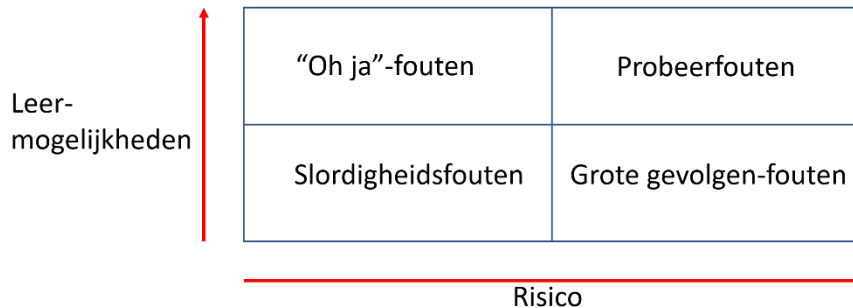 “Oh ja”-fouten
Probeerfouten
Leer-
mogelijkheden
Slordigheidsfouten
Grote gevolgen-fouten
Risico